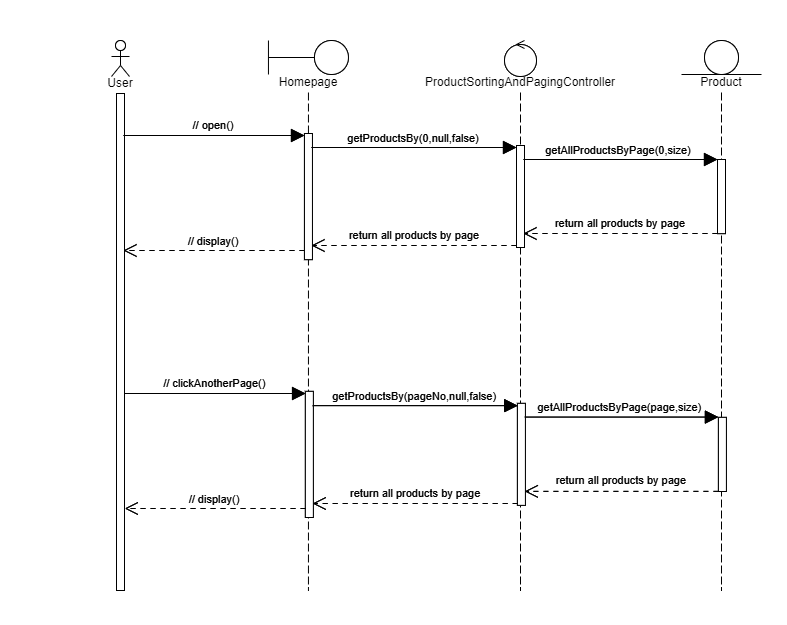 User
Homepage
ProductSortingAndPagingController
Product
// open()
getProductsBy(0,null,false)
getAllProductsByPage(0,size)
return all products by page
return all products by page
// display()
// clickAnotherPage()
getProductsBy(pageNo,null,false)
getAllProductsByPage(page,size)
return all products by page
return all products by page
// display()